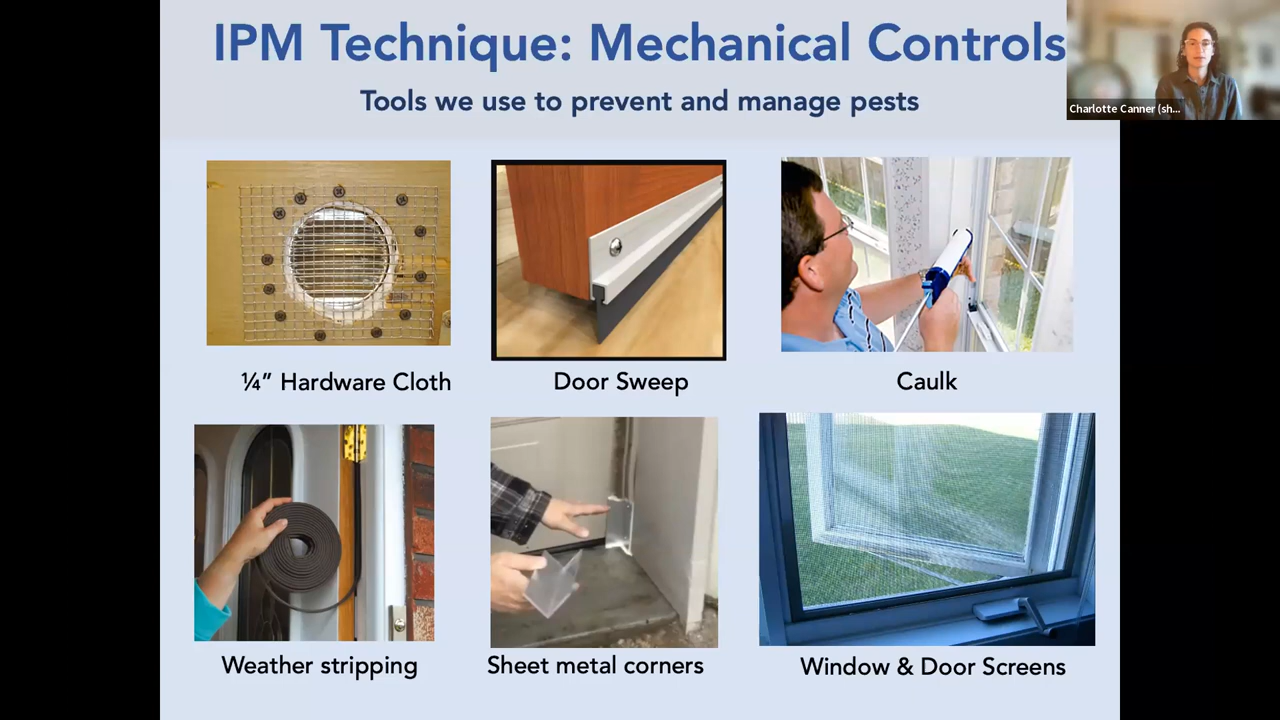 IPM Technique: Mechanical Controls
Tools we use to prevent and manage pests
Charlotte Canner (sh...
¼” Hardware Cloth
Door Sweep
Caulk
Weather stripping
Sheet metal corners
Window & Door Screens